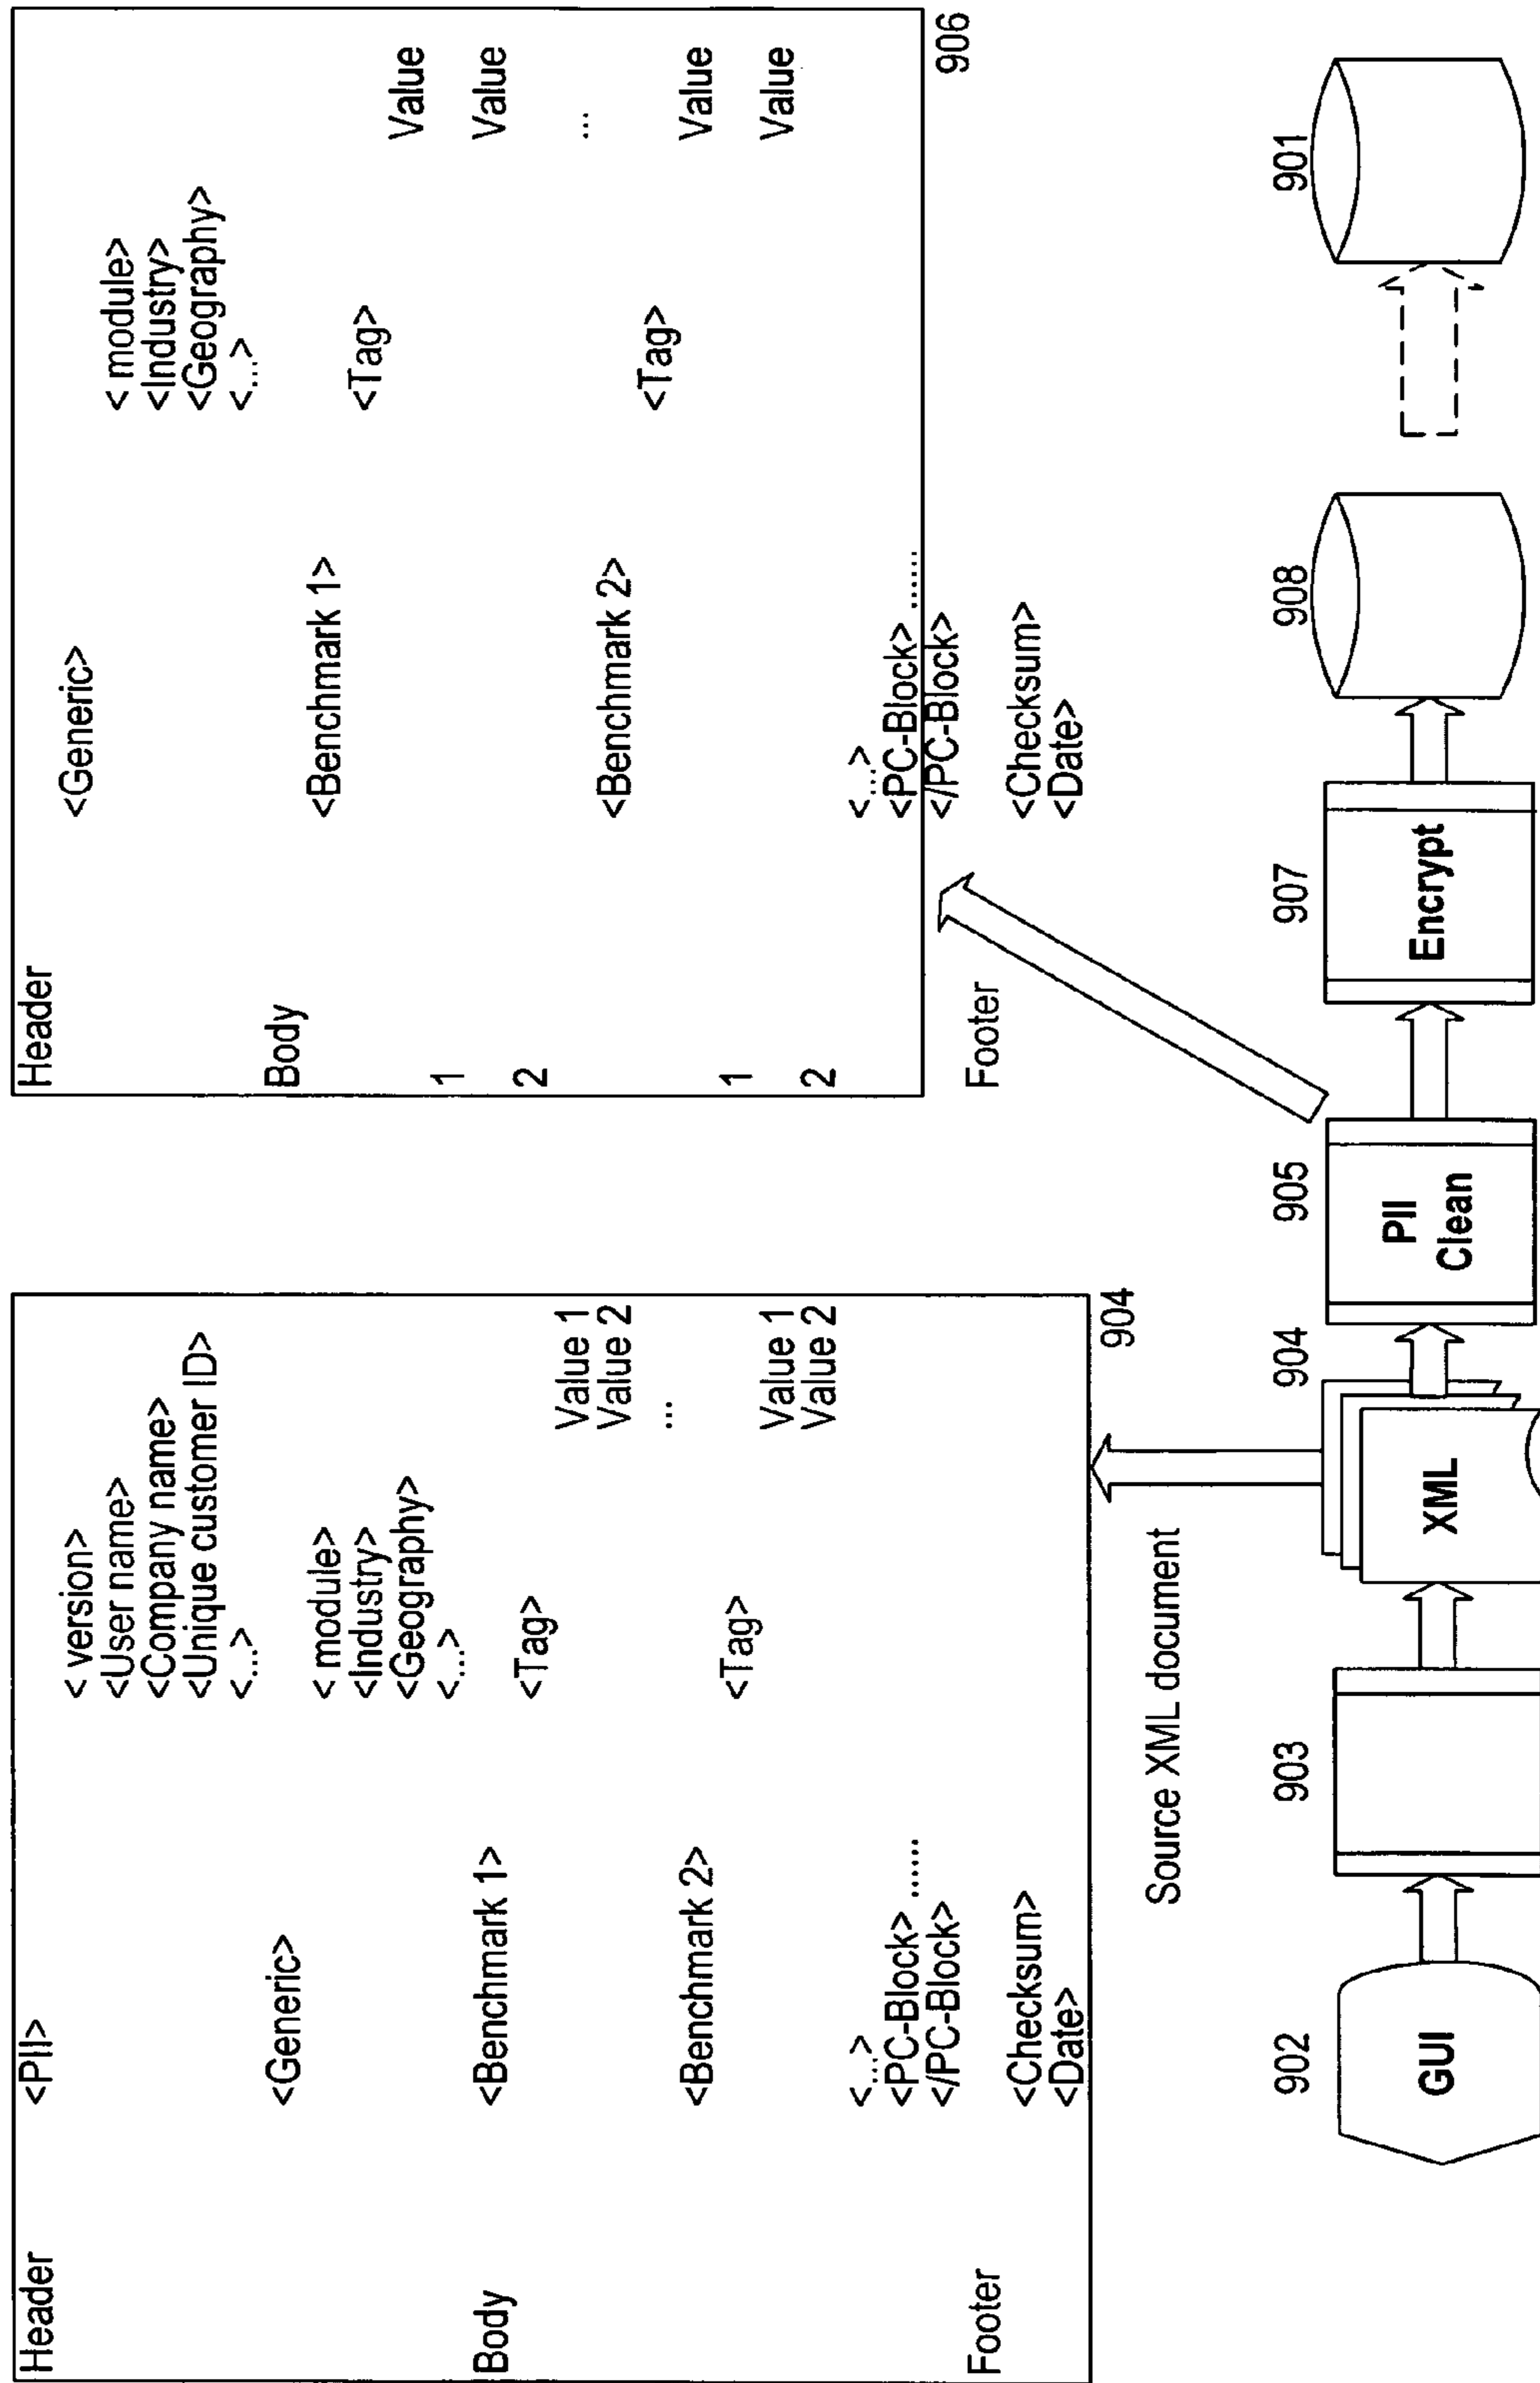 Header
<PII>
< version>
<User name>
<Company name>
<Unique customer ID>
<...>
<Generic>
< module>
<Industry>
<Geography>
<...>
Body
<Benchmark 1>
<Tag>
Value 1
Value 2
...
<Benchmark 2>
<Tag>
Value 1
Value 2
<...>
<PC-Block> ......
</PC-Block>
Footer
<Checksum>
<Date>
904
Source XML document
Header
<Generic>
< module>
<Industry>
<Geography>
<...>
Body
<Benchmark 1>
<Tag>
1 Value
2 Value
...
<Benchmark 2>
<Tag>
1 Value
2 Value
<...>
<PC-Block> ......
</PC-Block>
906
Footer
<Checksum>
<Date>
902
GUI
903
904
XML
905
PII
Clean
907
Encrypt
908
901